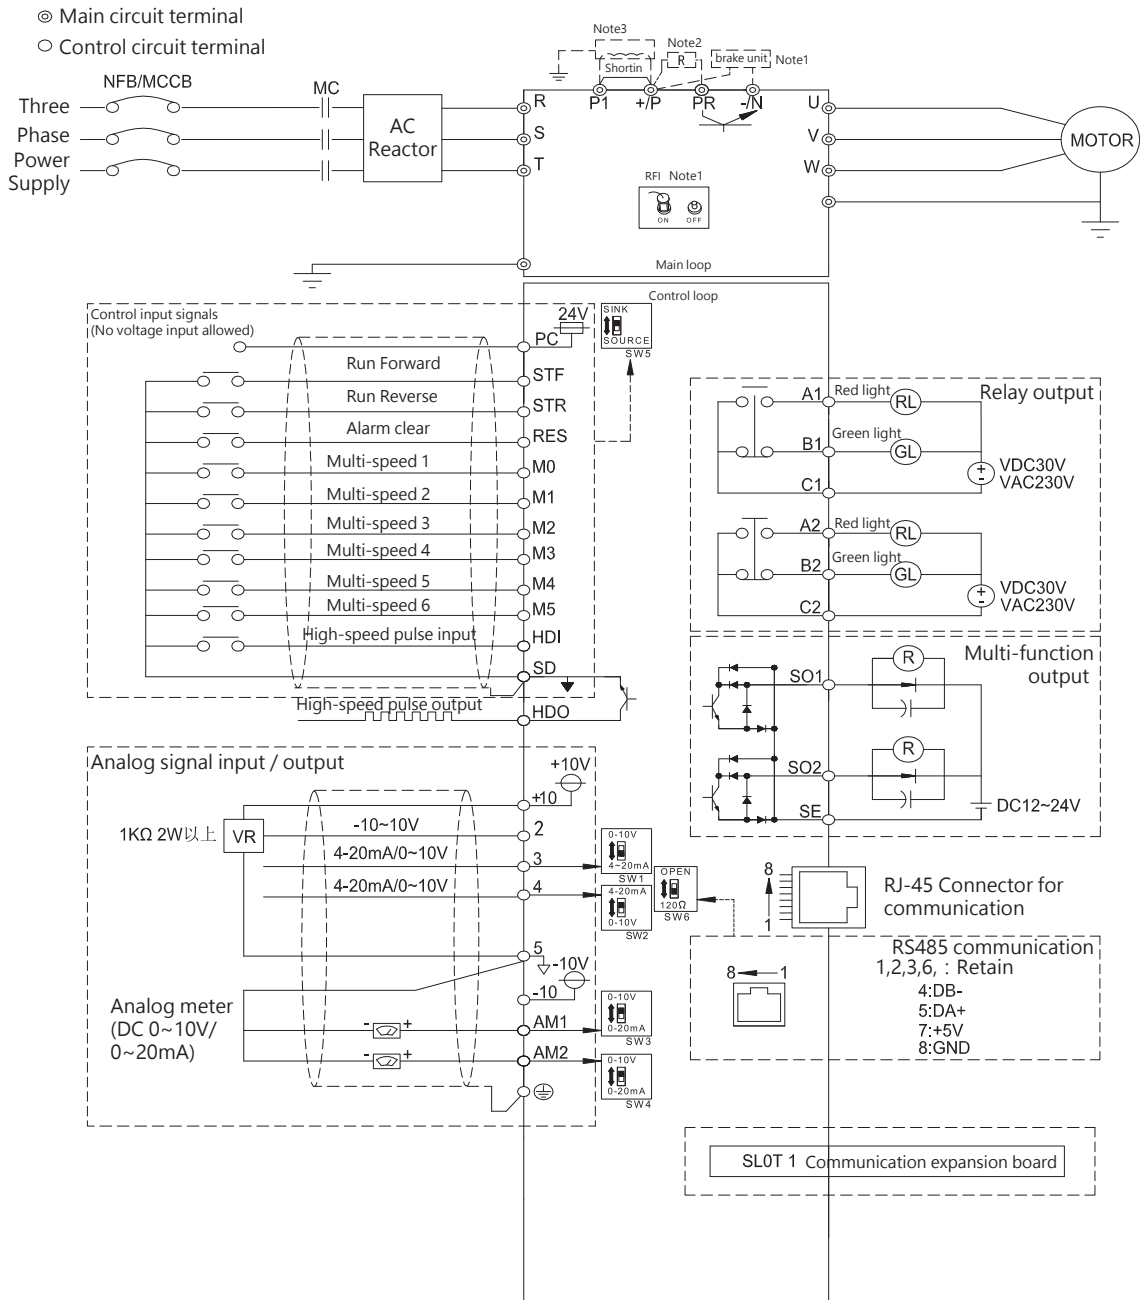 Main circuit terminal
Control circuit terminal
NFB/MCCB
MC
Three
Phase
Power
Supply
AC
Reactor
R
S
T
Note3
Shortin
Note2
R
brake unit
Note1
P1
+/P
PR
-/N
U
V
W
MOTOR
RFI Note1
ON
OFF
Main loop
Control loop
Control input signals
(No voltage input allowed)
24V
PC
SINK
SOURCE
SW5
Run Forward
STF
Run Reverse
STR
Alarm clear
RES
Multi-speed 1
M0
Multi-speed 2
M1
Multi-speed 3
M2
Multi-speed 4
M3
Multi-speed 5
M4
Multi-speed 6
M5
High-speed pulse input
HDI
SD
High-speed pulse output
HDO
Relay output
A1
Red light
RL
B1
Green light
GL
C1
+
-
VDC30V
VAC230V
A2
Red light
RL
B2
Green light
GL
C2
+
-
VDC30V
VAC230V
Multi-function
output
SO1
R
SO2
R
SE
DC12~24V
Analog signal input / output
+10V
+10
1KΩ 2W以上
VR
-10~10V
2
4-20mA/0~10V
3
4-20mA/0~10V
4
0-10V
4~20mA
SW1
4-20mA
0-10V
SW2
OPEN
120Ω
SW6
5
-10V
-10
Analog meter
(DC 0~10V/
0~20mA)
- +
AM1
- +
AM2
0-10V
0-20mA
SW3
0-10V
0-20mA
SW4
8
1
RJ-45 Connector for
communication
RS485 communication
8
1
1,2,3,6, : Retain
4:DB-
5:DA+
7:+5V
8:GND
SL0T 1 Communication expansion board